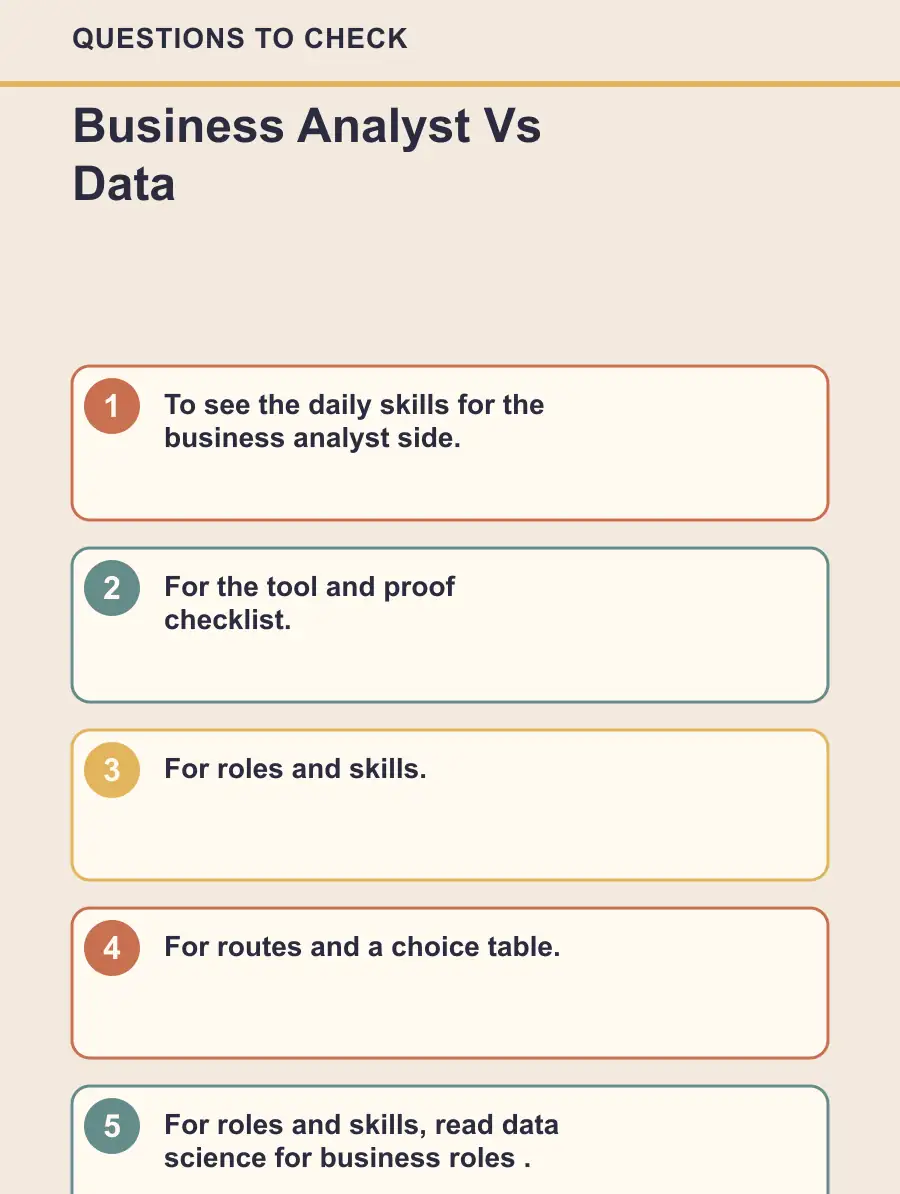 QUESTIONS TO CHECK
Business Analyst Vs
Data
1
To see the daily skills for the
business analyst side.
2
For the tool and proof
checklist.
3
For roles and skills.
4
For routes and a choice table.
5
For roles and skills, read data
science for business roles .